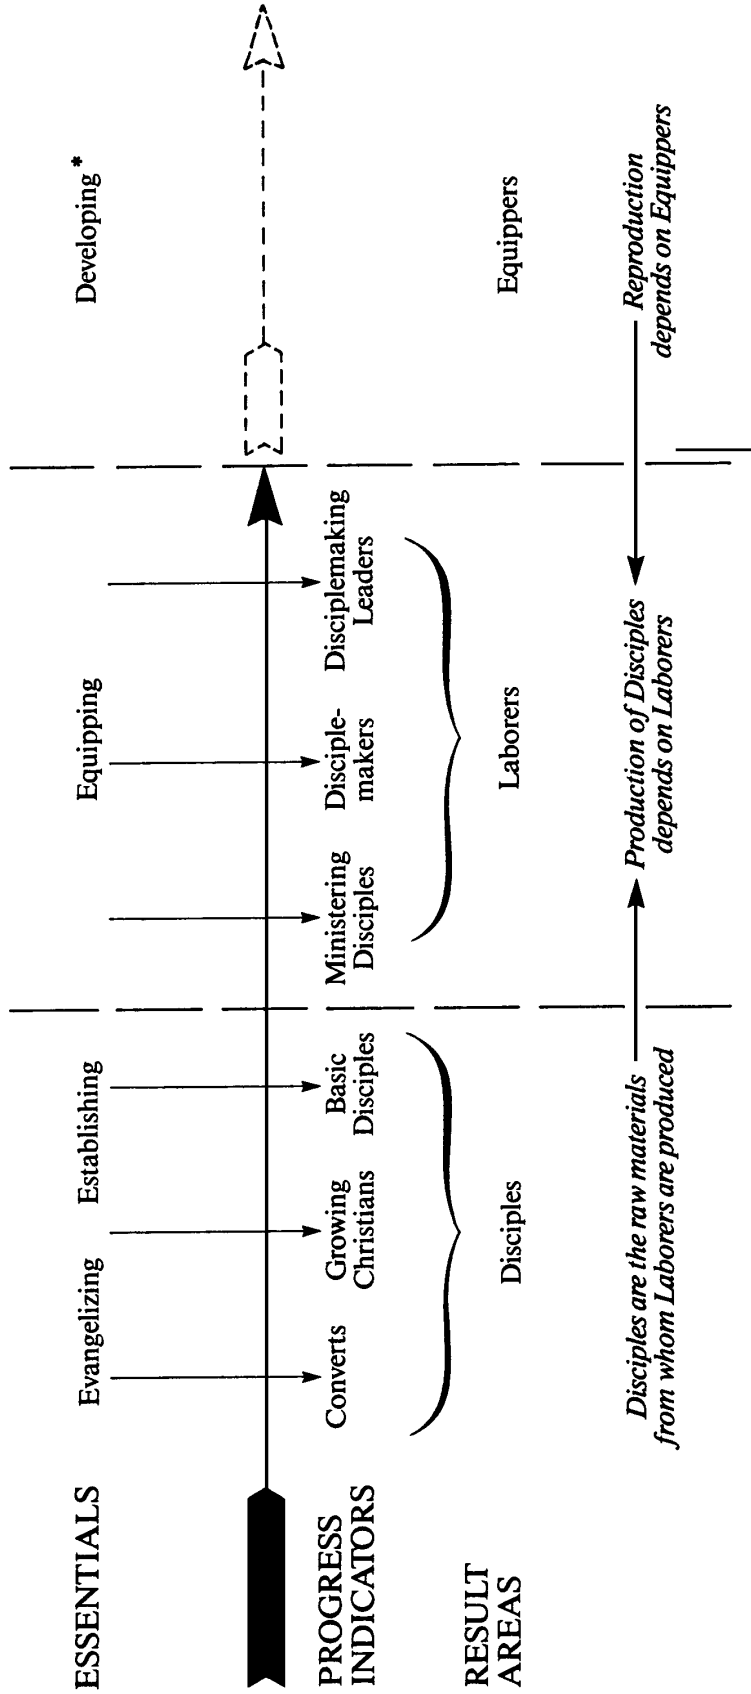 ESSENTIALS
Evangelizing
Establishing
Equipping
Developing*
PROGRESS
INDICATORS
Converts
Growing
Christians
Basic
Disciples
Ministering
Disciples
Disciple-
makers
Disciplemaking
Leaders
RESULT
AREAS
Disciples
Laborers
Equippers
Disciples are the raw materials
from whom Laborers are produced
Production of Disciples
depends on Laborers
Reproduction
depends on Equippers